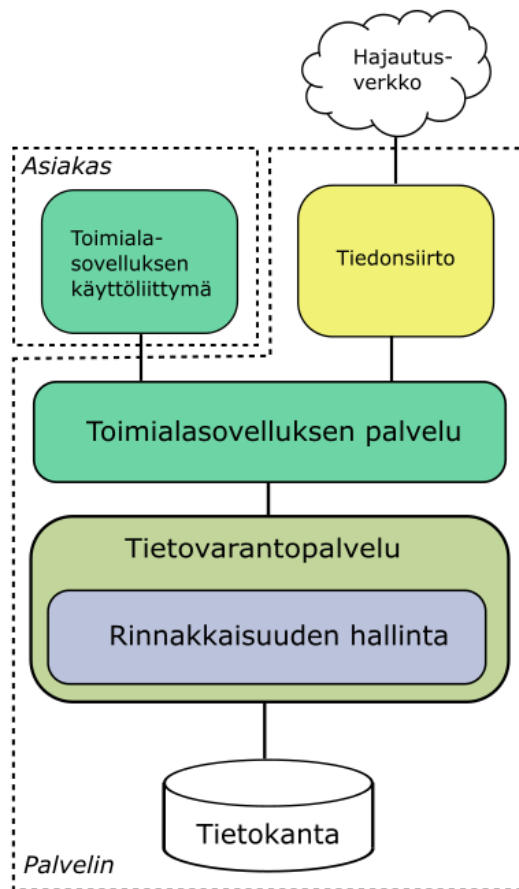 Hajautus-
verkko
Asiakas
Toimiala-
sovelluksen
käyttöliittymä
Tiedonsiirto
Toimialasovelluksen palvelu
Tietovarantopalvelu
Rinnakkaisuuden hallinta
Tietokanta
Palvelin